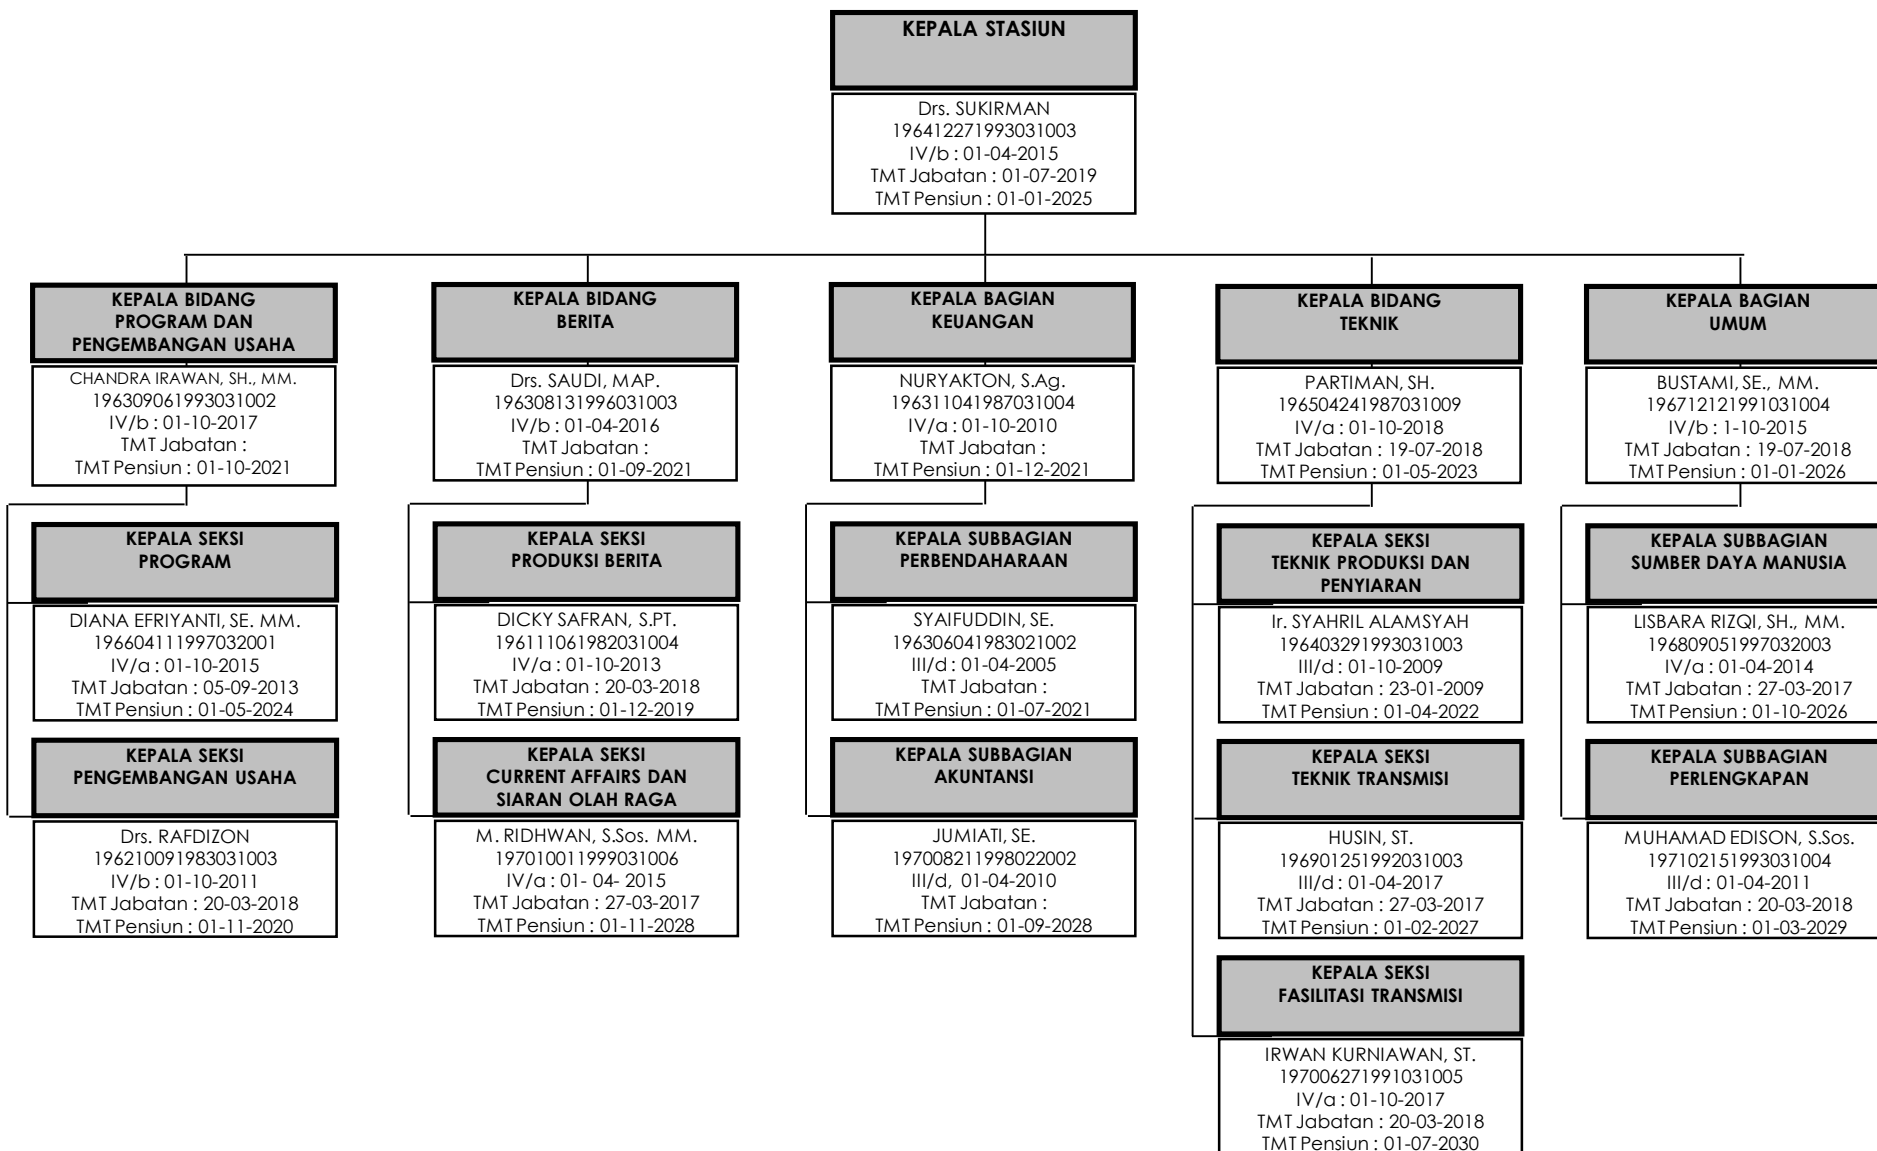 KEPALA STASIUN
Drs. SUKIRMAN
196412271993031003
IV/b : 01-04-2015
TMT Jabatan : 01-07-2019
TMT Pensiun : 01-01-2025
KEPALA BIDANG
PROGRAM DAN
PENGEMBANGAN USAHA
CHANDRA IRAWAN, SH., MM.
196309061993031002
IV/b : 01-10-2017
TMT Jabatan :
TMT Pensiun : 01-10-2021
KEPALA SEKSI
PROGRAM
DIANA EFRIYANTI, SE. MM.
196604111997032001
IV/a : 01-10-2015
TMT Jabatan : 05-09-2013
TMT Pensiun : 01-05-2024
KEPALA SEKSI
PENGEMBANGAN USAHA
Drs. RAFDIZON
196210091983031003
IV/b : 01-10-2011
TMT Jabatan : 20-03-2018
TMT Pensiun : 01-11-2020
KEPALA BIDANG
BERITA
Drs. SAUDI, MAP.
196308131996031003
IV/b : 01-04-2016
TMT Jabatan :
TMT Pensiun : 01-09-2021
KEPALA SEKSI
PRODUKSI BERITA
DICKY SAFRAN, S.PT.
196111061982031004
IV/a : 01-10-2013
TMT Jabatan : 20-03-2018
TMT Pensiun : 01-12-2019
KEPALA SEKSI
CURRENT AFFAIRS DAN
SIARAN OLAH RAGA
M. RIDHWAN, S.Sos. MM.
197010011999031006
IV/a : 01- 04- 2015
TMT Jabatan : 27-03-2017
TMT Pensiun : 01-11-2028
KEPALA BAGIAN
KEUANGAN
NURYAKTON, S.Ag.
196311041987031004
IV/a : 01-10-2010
TMT Jabatan :
TMT Pensiun : 01-12-2021
KEPALA SUBBAGIAN
PERBENDAHARAAN
SYAIFUDDIN, SE.
196306041983021002
III/d : 01-04-2005
TMT Jabatan :
TMT Pensiun : 01-07-2021
KEPALA SUBBAGIAN
AKUNTANSI
JUMIATI, SE.
197008211998022002
III/d, 01-04-2010
TMT Jabatan :
TMT Pensiun : 01-09-2028
KEPALA BIDANG
TEKNIK
PARTIMAN, SH.
196504241987031009
IV/a : 01-10-2018
TMT Jabatan : 19-07-2018
TMT Pensiun : 01-05-2023
KEPALA SEKSI
TEKNIK PRODUKSI DAN
PENYIARAN
Ir. SYAHRIL ALAMSYAH
196403291993031003
III/d : 01-10-2009
TMT Jabatan : 23-01-2009
TMT Pensiun : 01-04-2022
KEPALA SEKSI
TEKNIK TRANSMISI
HUSIN, ST.
196901251992031003
III/d : 01-04-2017
TMT Jabatan : 27-03-2017
TMT Pensiun : 01-02-2027
KEPALA SEKSI
FASILITASI TRANSMISI
IRWAN KURNIAWAN, ST.
197006271991031005
IV/a : 01-10-2017
TMT Jabatan : 20-03-2018
TMT Pensiun : 01-07-2030
KEPALA BAGIAN
UMUM
BUSTAMI, SE., MM.
196712121991031004
IV/b : 1-10-2015
TMT Jabatan : 19-07-2018
TMT Pensiun : 01-01-2026
KEPALA SUBBAGIAN
SUMBER DAYA MANUSIA
LISBARA RIZQI, SH., MM.
196809051997032003
IV/a : 01-04-2014
TMT Jabatan : 27-03-2017
TMT Pensiun : 01-10-2026
KEPALA SUBBAGIAN
PERLENGKAPAN
MUHAMAD EDISON, S.Sos.
197102151993031004
III/d : 01-04-2011
TMT Jabatan : 20-03-2018
TMT Pensiun : 01-03-2029